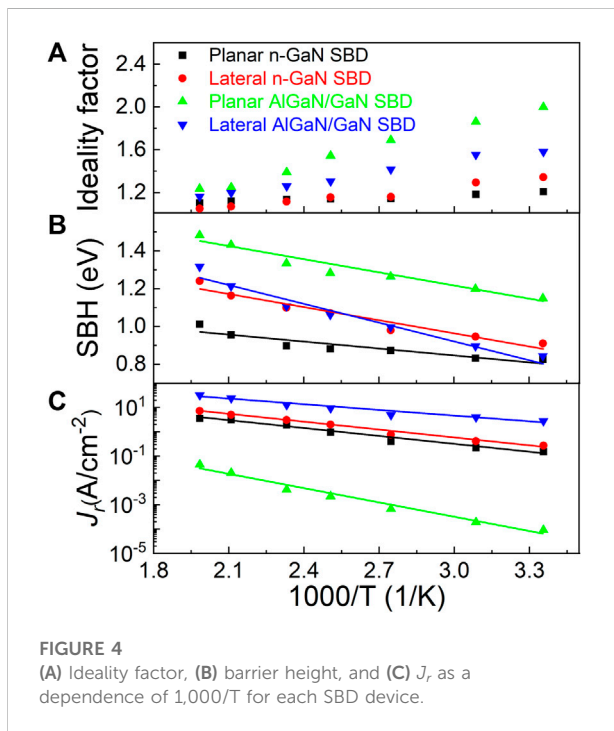 A
Ideality factor
2.4
2.0
1.6
1.2
Planar n-GaN SBD
Lateral n-GaN SBD
Planar AlGaN/GaN SBD
Lateral AlGaN/GaN SBD
B
SBH (eV)
1.4
1.2
1.0
0.8
C
Jr(A/cm-2)
10^1
10^-1
10^-3
10^-5
1.8 2.1 2.4 2.7 3.0 3.3
1000/T (1/K)
FIGURE 4
(A) Ideality factor, (B) barrier height, and (C) Jr as a
dependence of 1,000/T for each SBD device.